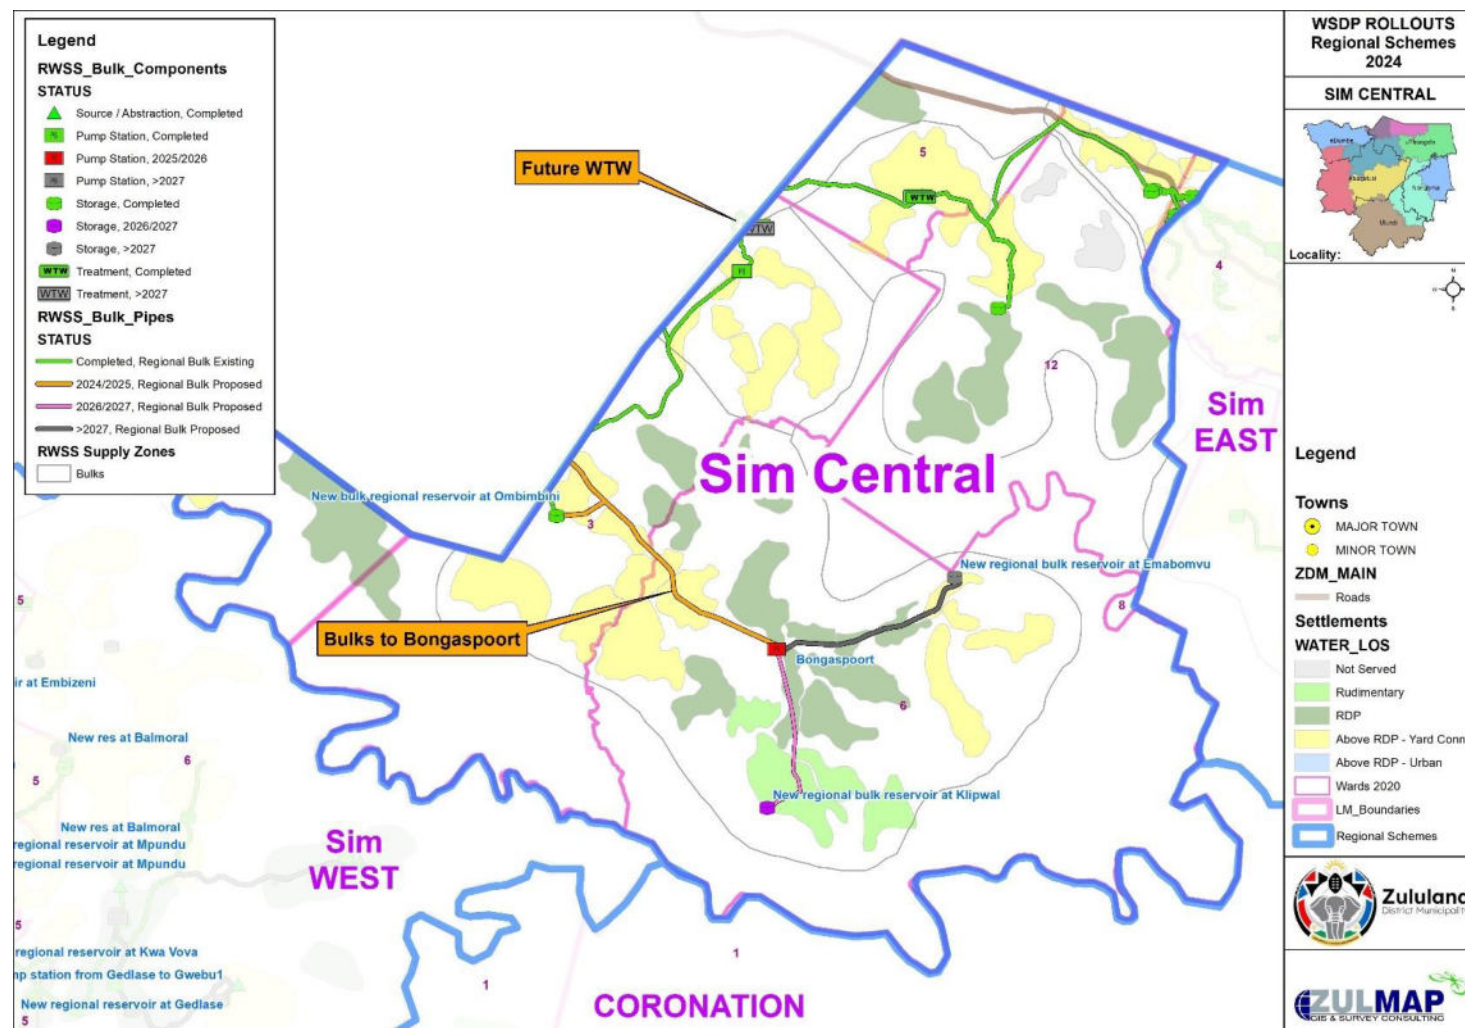 Legend
RWSS_Bulk_Components
STATUS
Source / Abstraction, Completed
Pump Station, Completed
Pump Station, 2025/2026
Pump Station, >2027
Storage, Completed
Storage, 2026/2027
Storage, >2027
WTW Treatment, Completed
WTW Treatment, >2027
RWSS_Bulk_Pipes
STATUS
Completed, Regional Bulk Existing
2024/2025, Regional Bulk Proposed
2026/2027, Regional Bulk Proposed
>2027, Regional Bulk Proposed
RWSS Supply Zones
Bulks
Future WTW
5
WTW
WTW
4
12
Sim
EAST
Sim Central
New bulk regional reservoir at Ombimbini
3
New regional bulk reservoir at Emabomvu
8
5
Bulks to Bongaspoort
Bongaspoort
6
ir at Embizeni
New res at Balmoral
6
5
New regional bulk reservoir at Klipwal
New res at Balmoral
regional reservoir at Mpundu
regional reservoir at Mpundu
Sim
WEST
5
regional reservoir at Kwa Vova
np station from Gedlase to Gwebu1
New regional reservoir at Gedlase
5
1
1
CORONATION
WSDP ROLLOUTS
Regional Schemes
2024
SIM CENTRAL
Locality:
N
S
Legend
Towns
MAJOR TOWN
MINOR TOWN
ZDM_MAIN
Roads
Settlements
WATER_LOS
Not Served
Rudimentary
RDP
Above RDP - Yard Conn
Above RDP - Urban
Wards 2020
LM_Boundaries
Regional Schemes
Zululand
District Municipalit
ZULMAP
GIS & SURVEY CONSULTING